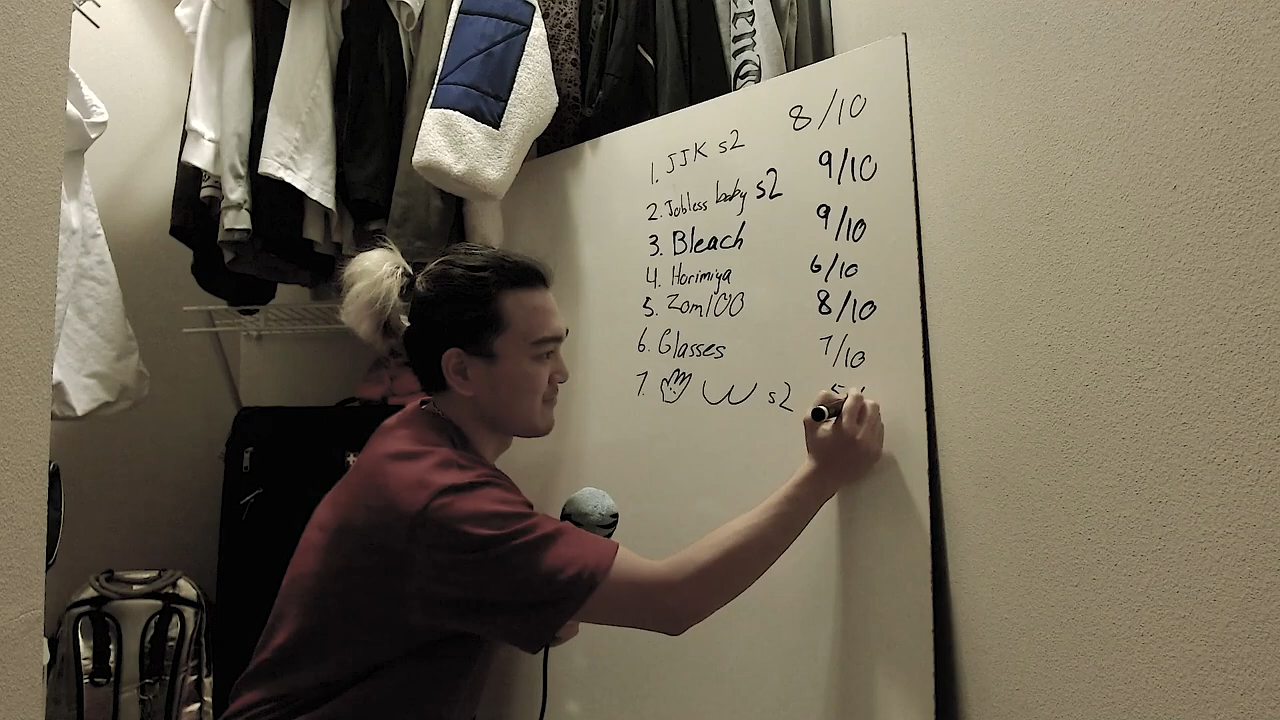 1. JJK s2 8/10
2. Jobless baby s2 9/10
3. Bleach 9/10
4. Horimiya 6/10
5. Zom100 8/10
6. Glasses 7/10
7. s2